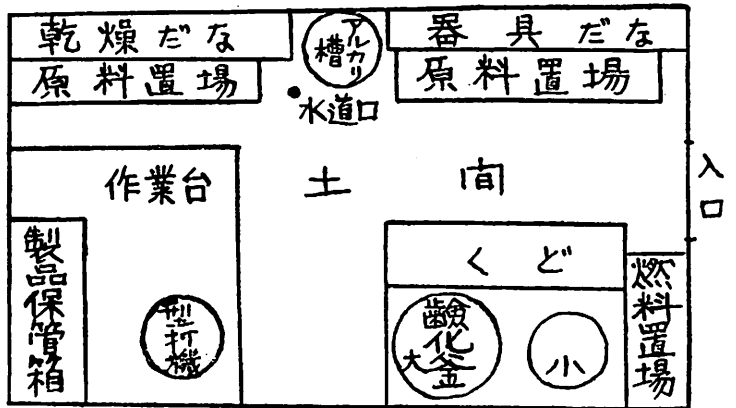 乾燥だな
アルカリ槽
器具だな
原料置場
原料置場
水道口
作業台
土間
入口
製品保管箱
くど
燃料置場
型打機
鹸化釜
大
小